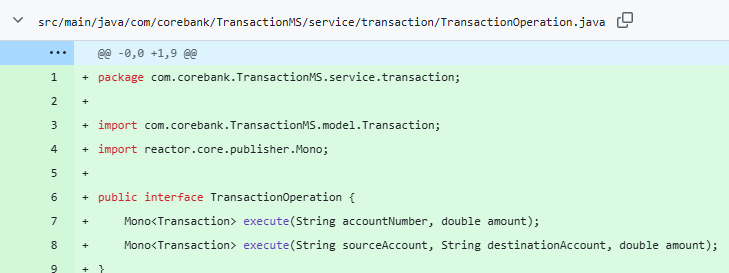 src/main/java/com/corebank/TransactionMS/service/transaction/TransactionOperation.java
... @@ -0,0 +1,9 @@
1 + package com.corebank.TransactionMS.service.transaction;
2 +
3 + import com.corebank.TransactionMS.model.Transaction;
4 + import reactor.core.publisher.Mono;
5 +
6 + public interface TransactionOperation {
7 +     Mono<Transaction> execute(String accountNumber, double amount);
8 +     Mono<Transaction> execute(String sourceAccount, String destinationAccount, double amount);
9 + }